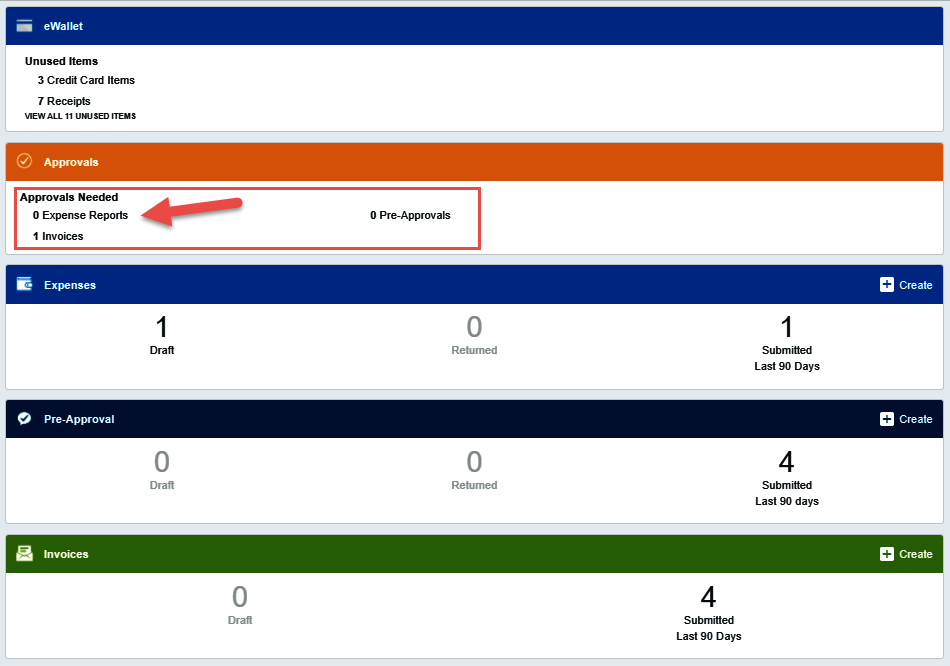 eWallet
Unused Items
3 Credit Card Items
7 Receipts
VIEW ALL 11 UNUSED ITEMS
Approvals
Approvals Needed
0 Expense Reports
0 Pre-Approvals
1 Invoices
Expenses
Create
1
0
1
Draft
Returned
Submitted
Last 90 Days
Pre-Approval
Create
0
0
4
Draft
Returned
Submitted
Last 90 days
Invoices
Create
0
4
Draft
Submitted
Last 90 Days